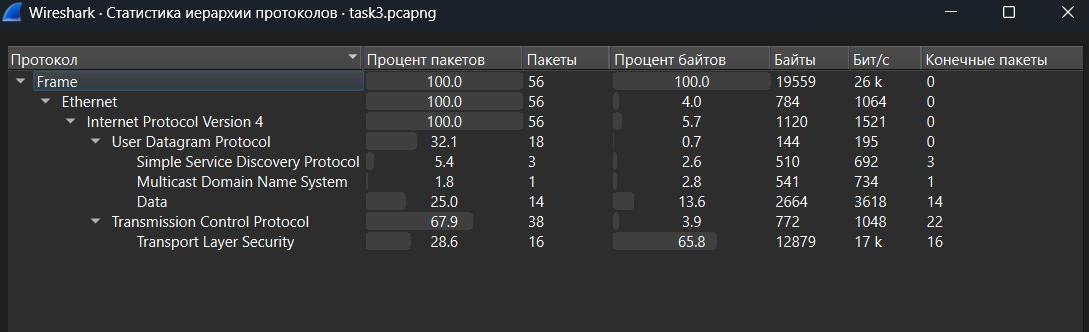 Wireshark · Статистика иерархии протоколов · task3.pcapng
Протокол Процент пакетов Пакеты Процент байтов Байты Бит/с Конечные пакеты
Frame 100.0 56 100.0 19559 26 k 0
Ethernet 100.0 56 4.0 784 1064 0
Internet Protocol Version 4 100.0 56 5.7 1120 1521 0
User Datagram Protocol 32.1 18 0.7 144 195 0
Simple Service Discovery Protocol 5.4 3 2.6 510 692 3
Multicast Domain Name System 1.8 1 2.8 541 734 1
Data 25.0 14 13.6 2664 3618 14
Transmission Control Protocol 67.9 38 3.9 772 1048 22
Transport Layer Security 28.6 16 65.8 12879 17 k 16